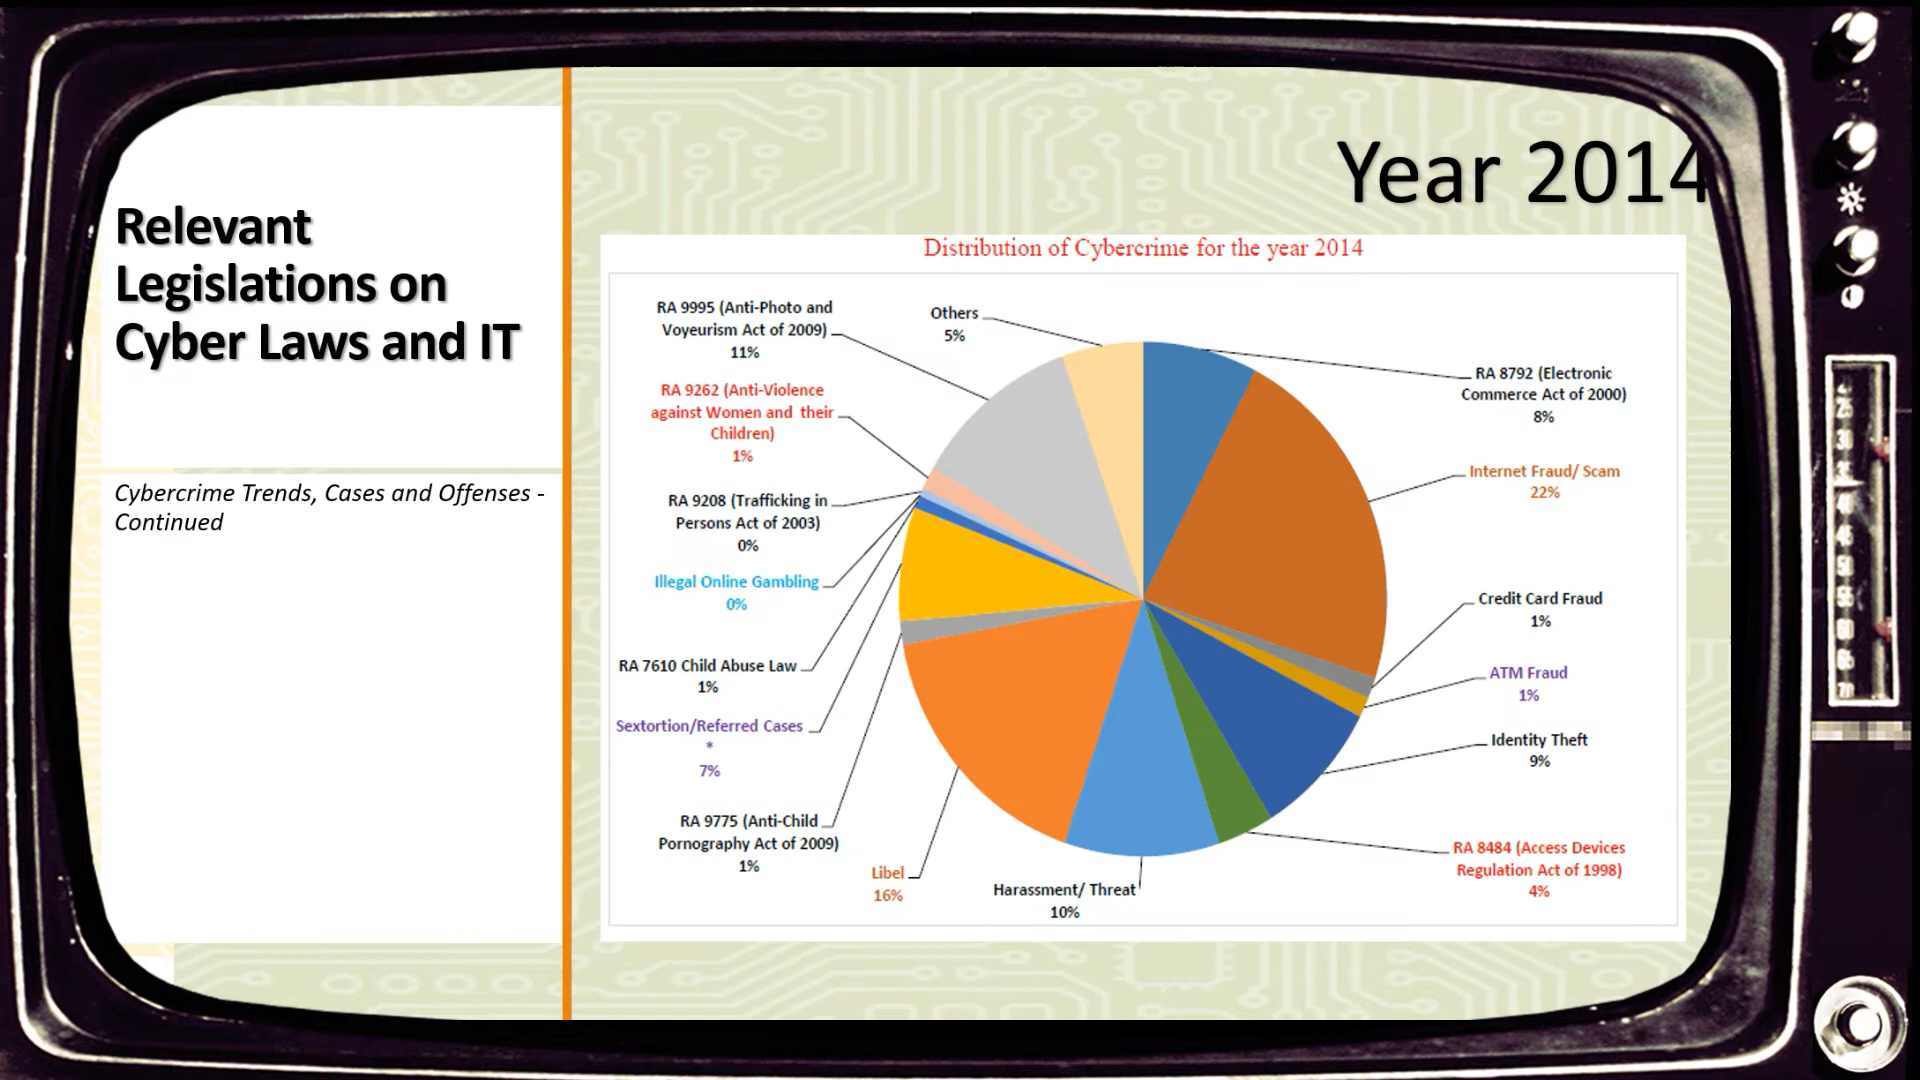 Relevant
Legislations on
Cyber Laws and IT
Cybercrime Trends, Cases and Offenses -
Continued
Year 2014
Distribution of Cybercrime for the year 2014
RA 9995 (Anti-Photo and
Voyeurism Act of 2009)
11%
Others
5%
RA 8792 (Electronic
Commerce Act of 2000)
8%
RA 9262 (Anti-Violence
against Women and their
Children)
1%
Internet Fraud/ Scam
22%
RA 9208 (Trafficking in
Persons Act of 2003)
0%
Illegal Online Gambling
0%
Credit Card Fraud
1%
RA 7610 Child Abuse Law
1%
ATM Fraud
1%
Sextortion/Referred Cases
*
7%
Identity Theft
9%
RA 9775 (Anti-Child
Pornography Act of 2009)
1%
RA 8484 (Access Devices
Regulation Act of 1998)
4%
Libel
16%
Harassment/ Threat
10%